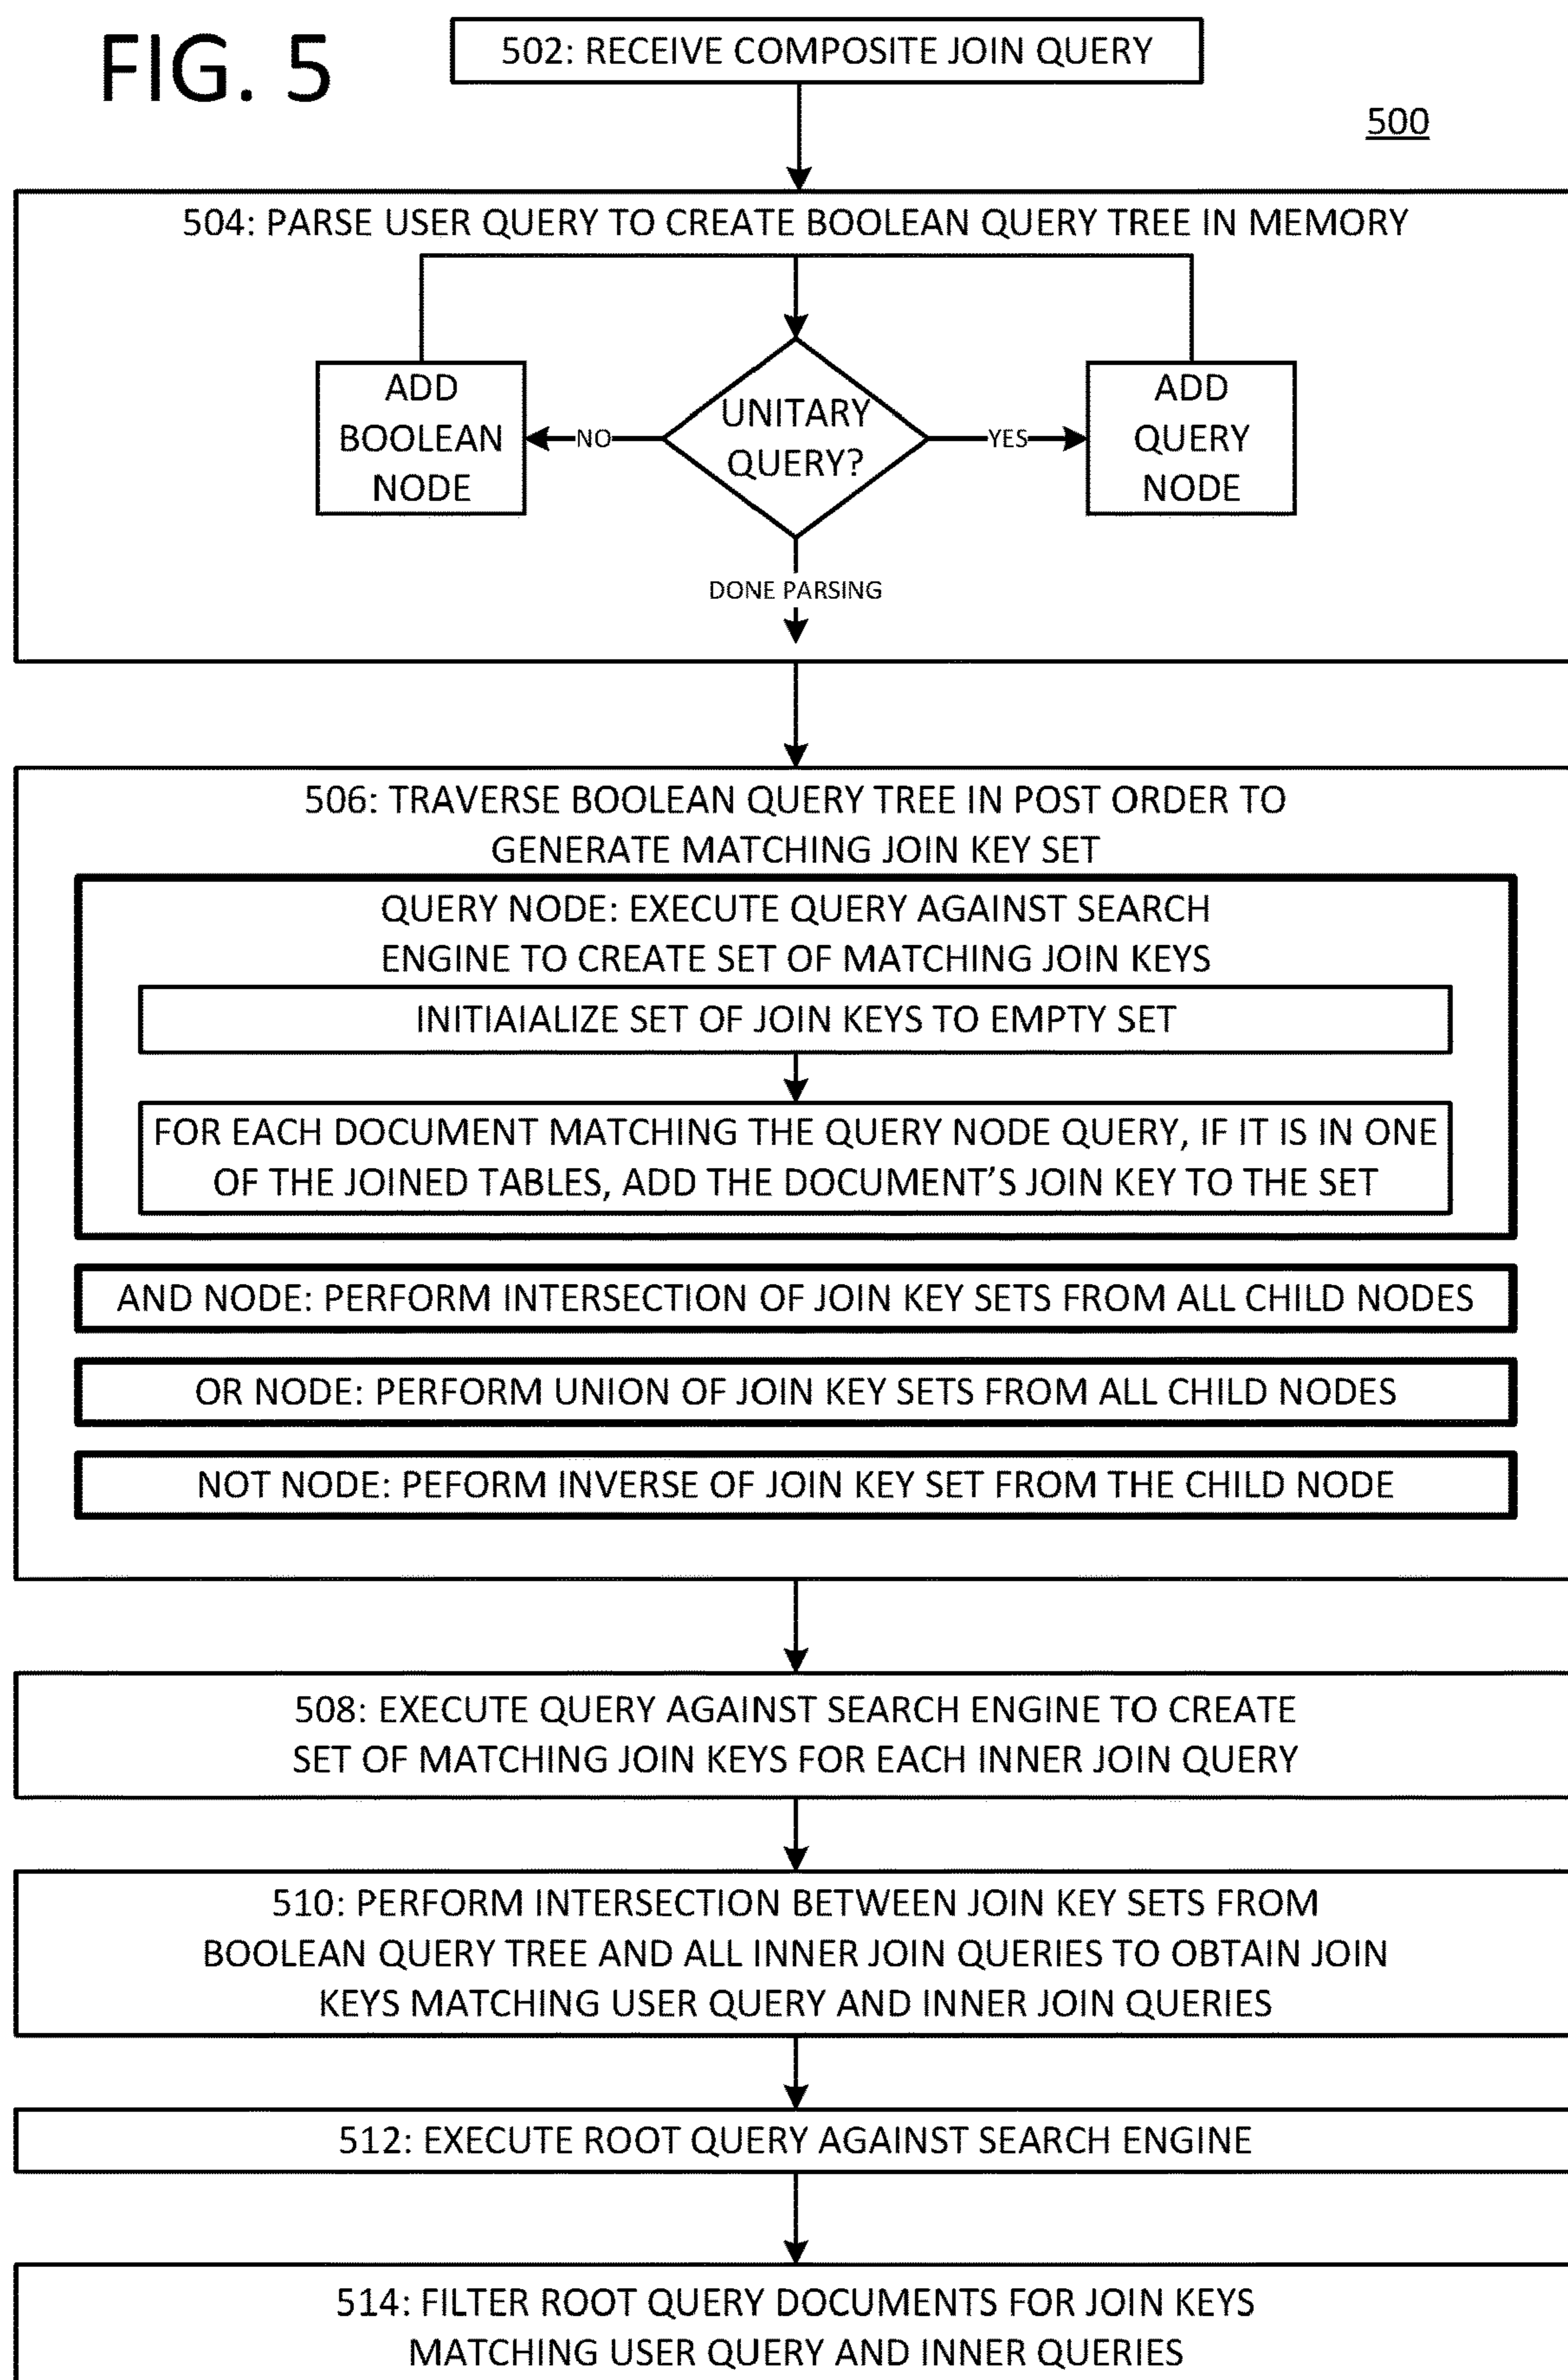 FIG. 5
502: RECEIVE COMPOSITE JOIN QUERY
500
504: PARSE USER QUERY TO CREATE BOOLEAN QUERY TREE IN MEMORY
ADD
BOOLEAN
NODE
NO
UNITARY
QUERY?
YES
ADD
QUERY
NODE
DONE PARSING
506: TRAVERSE BOOLEAN QUERY TREE IN POST ORDER TO
GENERATE MATCHING JOIN KEY SET
QUERY NODE: EXECUTE QUERY AGAINST SEARCH
ENGINE TO CREATE SET OF MATCHING JOIN KEYS
INITIAIALIZE SET OF JOIN KEYS TO EMPTY SET
FOR EACH DOCUMENT MATCHING THE QUERY NODE QUERY, IF IT IS IN ONE
OF THE JOINED TABLES, ADD THE DOCUMENT'S JOIN KEY TO THE SET
AND NODE: PERFORM INTERSECTION OF JOIN KEY SETS FROM ALL CHILD NODES
OR NODE: PERFORM UNION OF JOIN KEY SETS FROM ALL CHILD NODES
NOT NODE: PEFORM INVERSE OF JOIN KEY SET FROM THE CHILD NODE
508: EXECUTE QUERY AGAINST SEARCH ENGINE TO CREATE
SET OF MATCHING JOIN KEYS FOR EACH INNER JOIN QUERY
510: PERFORM INTERSECTION BETWEEN JOIN KEY SETS FROM
BOOLEAN QUERY TREE AND ALL INNER JOIN QUERIES TO OBTAIN JOIN
KEYS MATCHING USER QUERY AND INNER JOIN QUERIES
512: EXECUTE ROOT QUERY AGAINST SEARCH ENGINE
514: FILTER ROOT QUERY DOCUMENTS FOR JOIN KEYS
MATCHING USER QUERY AND INNER QUERIES